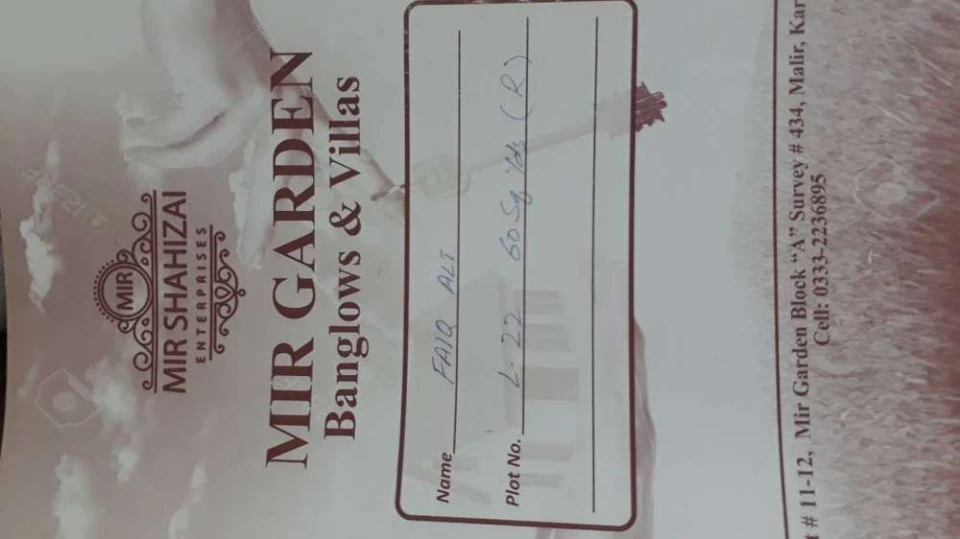 MIR
MIR SHAHIZAI
ENTERPRISES
MIR GARDEN
Banglows & Villas
Name FAIQ ALI
Plot No. L. 22 60 Sq Yds (R)
# 11-12, Mir Garden Block "A" Survey # 434, Malir,
Cell: 0333-2236895